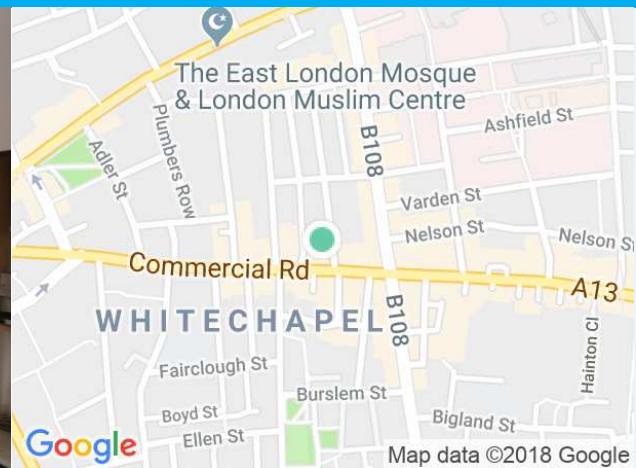 The East London Mosque
& London Muslim Centre
Ashfield St
B108
Plumbers Row
Adler St
Varden St
Nelson St
Nelson St
Commercial Rd
A13
WHITECHAPEL
B108
Hainton Cl
Fairclough St
Burslem St
Boyd St
Bigland St
Ellen St
Google
Map data ©2018 Google